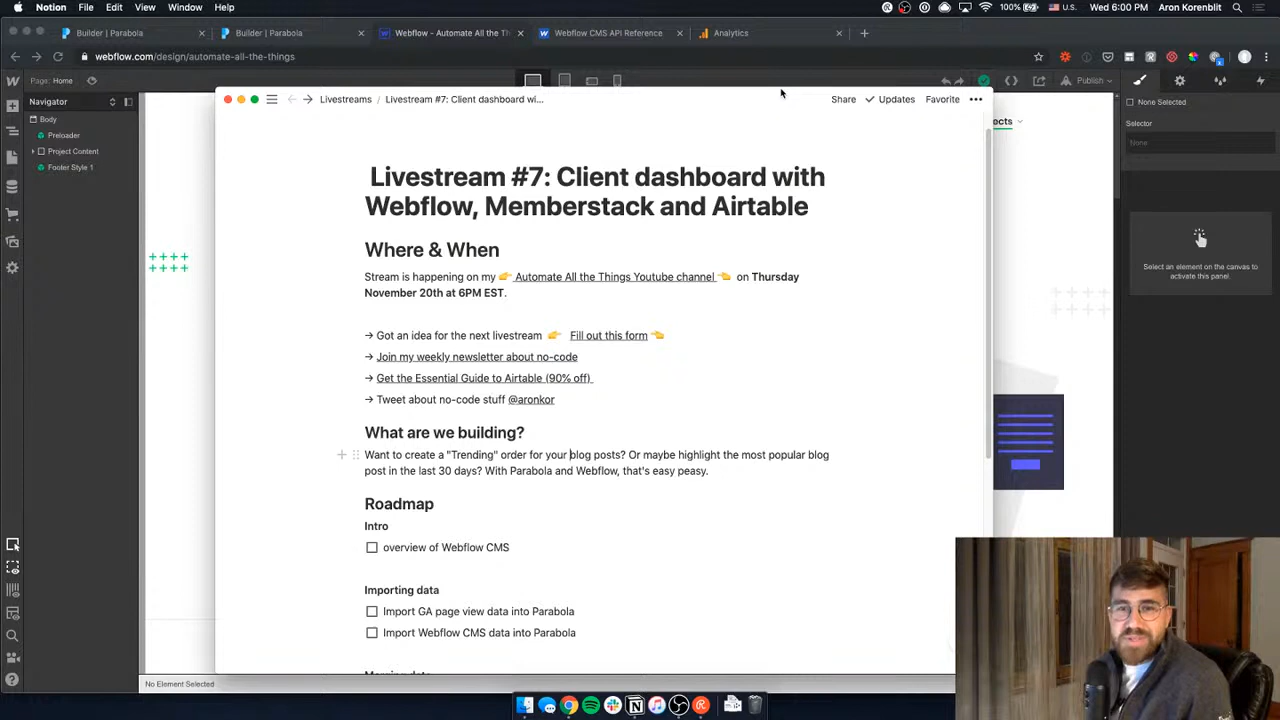 Notion File Edit View Window Help 100% U.S. Wed 6:00 PM Aron Korenblit
Builder | Parabola Builder | Parabola Webflow - Automate All the Th Webflow CMS API Reference Analytics
webflow.com/design/automate-all-the-things
Page: Home Publish
Navigator
Body
Preloader
Project Content
Footer Style 1
Livestreams / Livestream #7: Client dashboard wi... Share Updates Favorite
ects
None Selected
Selector
None
Select an element on the canvas to
activate this panel.
Livestream #7: Client dashboard with
Webflow, Memberstack and Airtable
Where & When
Stream is happening on my 👉 Automate All the Things Youtube channel 👈 on Thursday
November 20th at 6PM EST.
→ Got an idea for the next livestream 👉 Fill out this form 👈
→ Join my weekly newsletter about no-code
→ Get the Essential Guide to Airtable (90% off)
→ Tweet about no-code stuff @aronkor
What are we building?
Want to create a "Trending" order for your blog posts? Or maybe highlight the most popular blog
post in the last 30 days? With Parabola and Webflow, that's easy peasy.
Roadmap
Intro
overview of Webflow CMS
Importing data
Import GA page view data into Parabola
Import Webflow CMS data into Parabola
No Element Selected